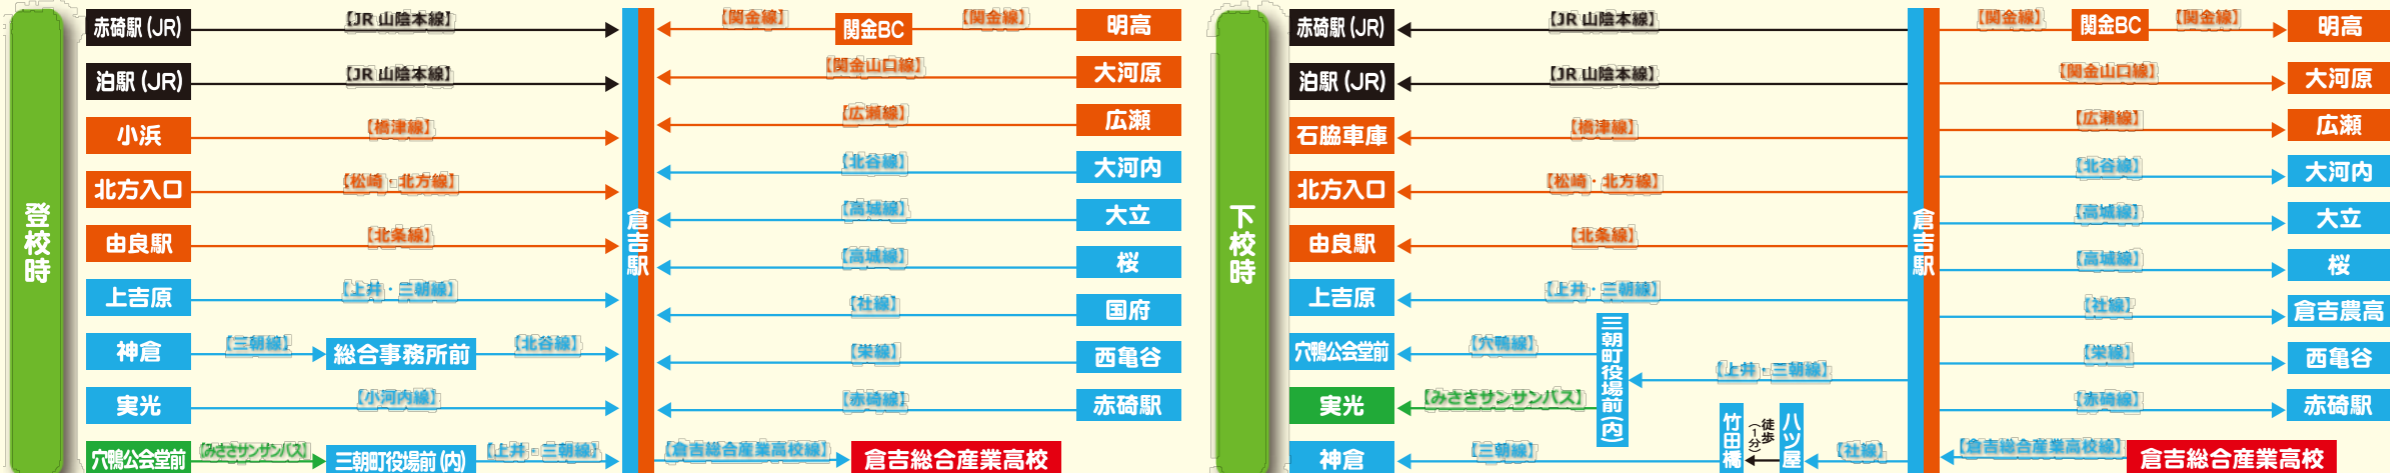 登校時
赤碕駅(JR)
【JR 山陰本線】
泊駅(JR)
【JR 山陰本線】
小浜
【橋津線】
北方入口
【松崎・北方線】
由良駅
【北条線】
上吉原
【上井・三朝線】
神倉
【三朝線】
総合事務所前
【北谷線】
実光
【小河内線】
穴鴨公会堂前
【みささサンサンバス】
三朝町役場前(内)
【上井・三朝線】
倉吉駅
【関金線】
関金BC
【関金線】
明高
【関金山口線】
大河原
【広瀬線】
広瀬
【北谷線】
大河内
【高城線】
大立
【高城線】
桜
【社線】
国府
【栄線】
西亀谷
【赤碕線】
赤碕駅
【倉吉総合産業高校線】
倉吉総合産業高校
下校時
赤碕駅(JR)
【JR 山陰本線】
泊駅(JR)
【JR 山陰本線】
石脇車庫
【橋津線】
北方入口
【松崎・北方線】
由良駅
【北条線】
上吉原
【上井・三朝線】
穴鴨公会堂前
【穴鴨線】
三朝町役場前(内)
【上井・三朝線】
実光
【みささサンサンバス】
神倉
【三朝線】
竹田橋
徒歩
(1分)
八ツ屋
【社線】
倉吉駅
【関金線】
関金BC
【関金線】
明高
【関金山口線】
大河原
【広瀬線】
広瀬
【北谷線】
大河内
【高城線】
大立
【高城線】
桜
【社線】
倉吉農高
【栄線】
西亀谷
【赤碕線】
赤碕駅
【倉吉総合産業高校線】
倉吉総合産業高校